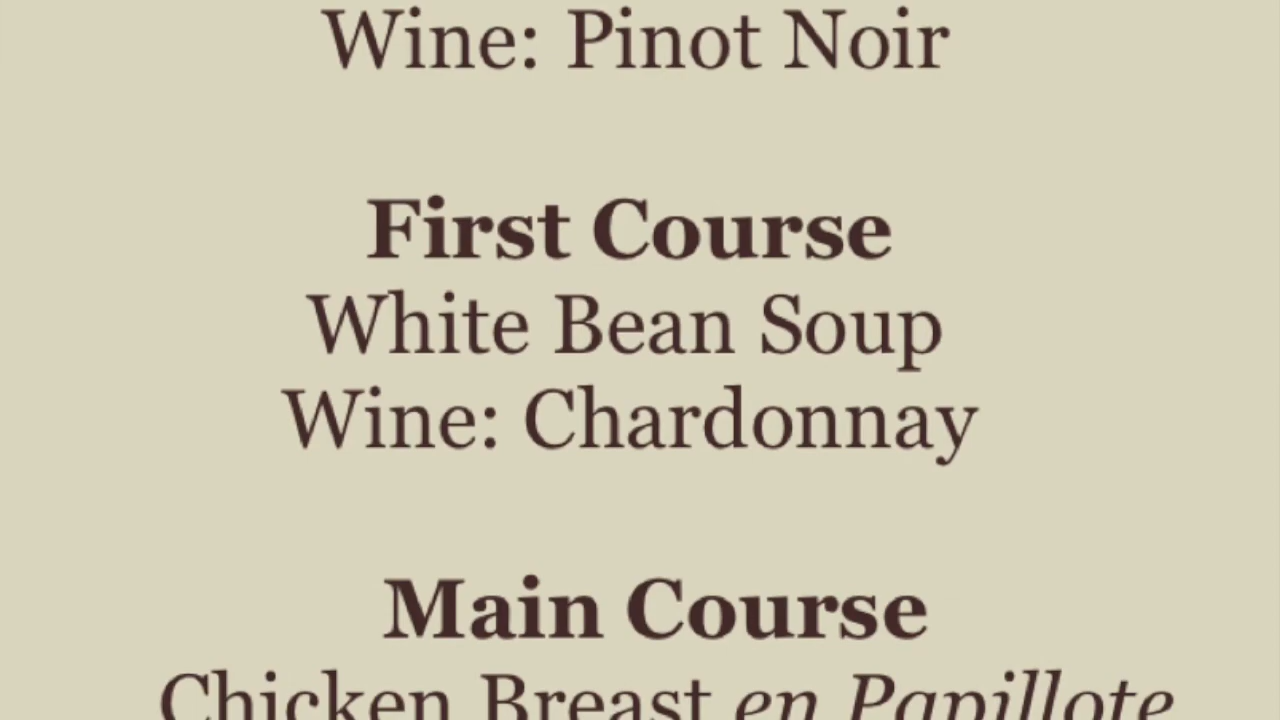 Wine: Pinot Noir
First Course
White Bean Soup
Wine: Chardonnay
Main Course
Chicken Breast en Papillote